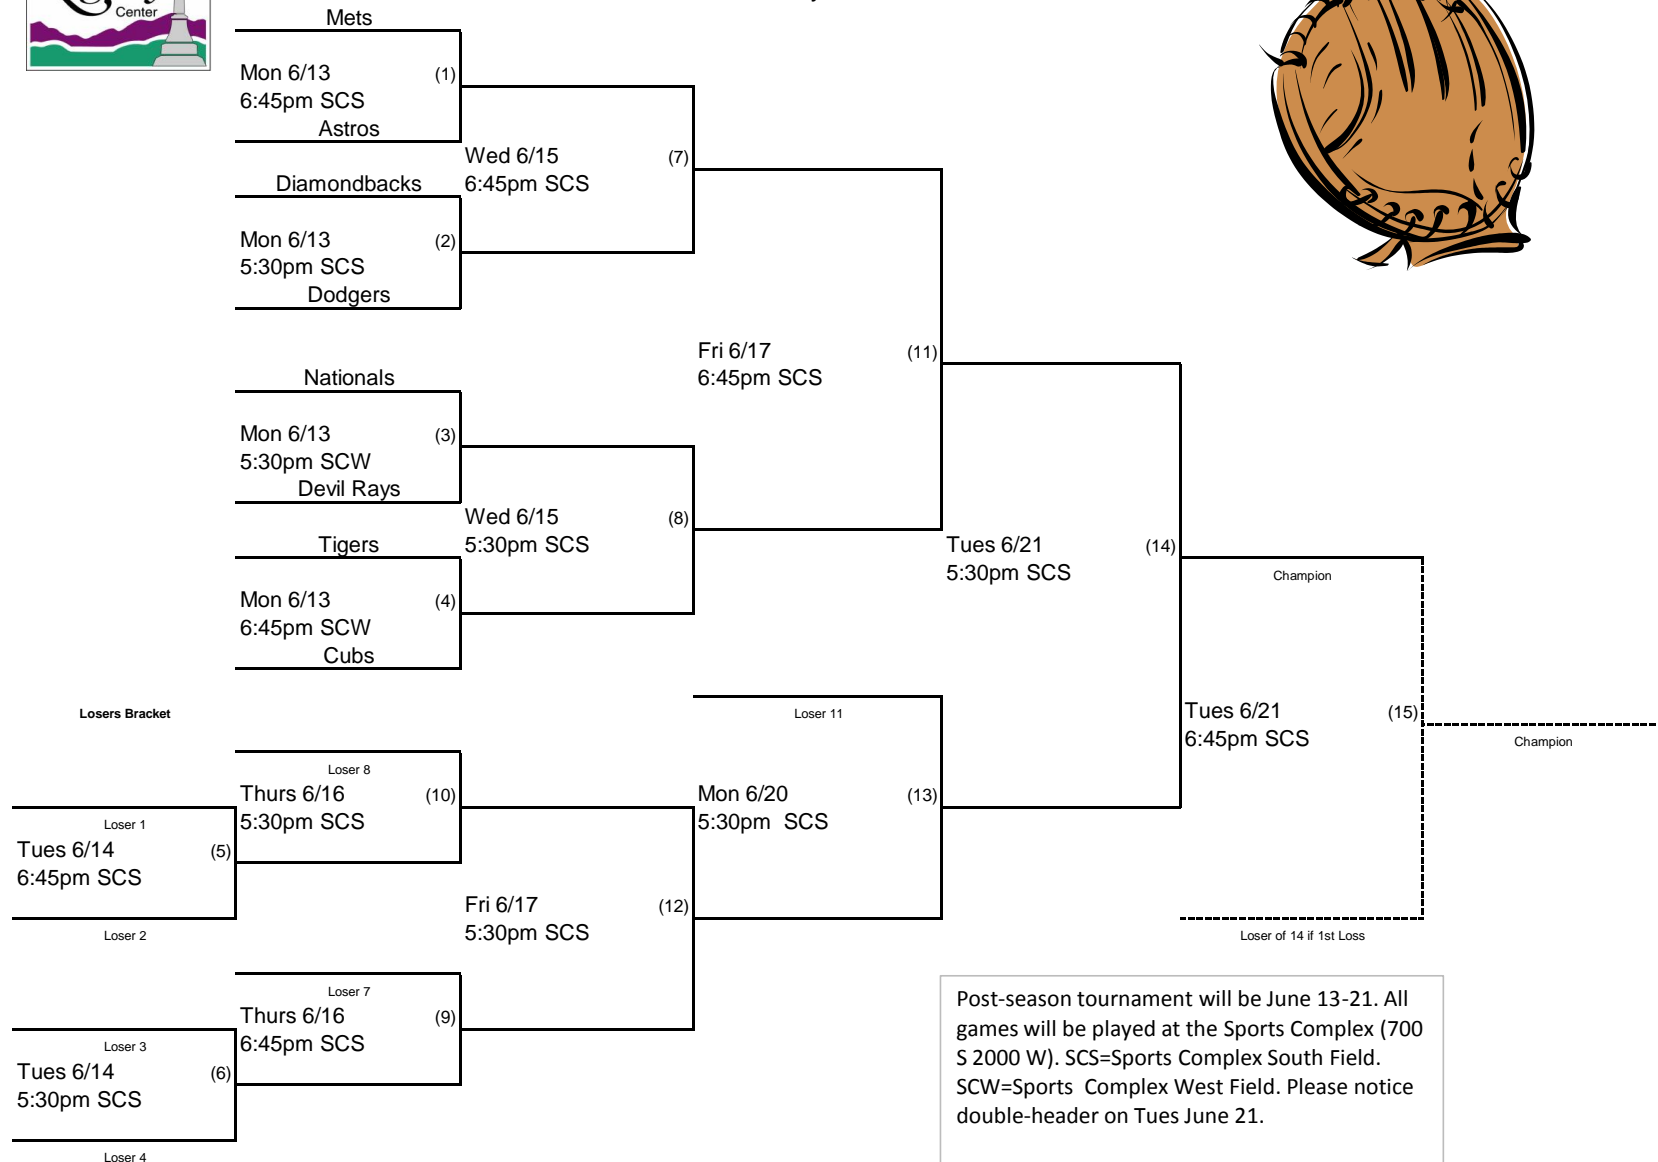 Center
Mets
Mon 6/13 (1)
6:45pm SCS
Astros
Wed 6/15 (7)
6:45pm SCS
Diamondbacks
Mon 6/13 (2)
5:30pm SCS
Dodgers
Fri 6/17 (11)
6:45pm SCS
Nationals
Mon 6/13 (3)
5:30pm SCW
Devil Rays
Wed 6/15 (8)
5:30pm SCS
Tigers
Mon 6/13 (4)
6:45pm SCW
Cubs
Tues 6/21 (14)
5:30pm SCS
Champion
Losers Bracket
Loser 11
Tues 6/21 (15)
6:45pm SCS
Champion
Loser 8
Thurs 6/16 (10)
5:30pm SCS
Mon 6/20 (13)
5:30pm  SCS
Loser 1
Tues 6/14 (5)
6:45pm SCS
Loser 2
Fri 6/17 (12)
5:30pm SCS
Loser of 14 if 1st Loss
Loser 7
Thurs 6/16 (9)
6:45pm SCS
Loser 3
Tues 6/14 (6)
5:30pm SCS
Loser 4
Post-season tournament will be June 13-21. All
games will be played at the Sports Complex (700
S 2000 W). SCS=Sports Complex South Field.
SCW=Sports  Complex West Field. Please notice
double-header on Tues June 21.